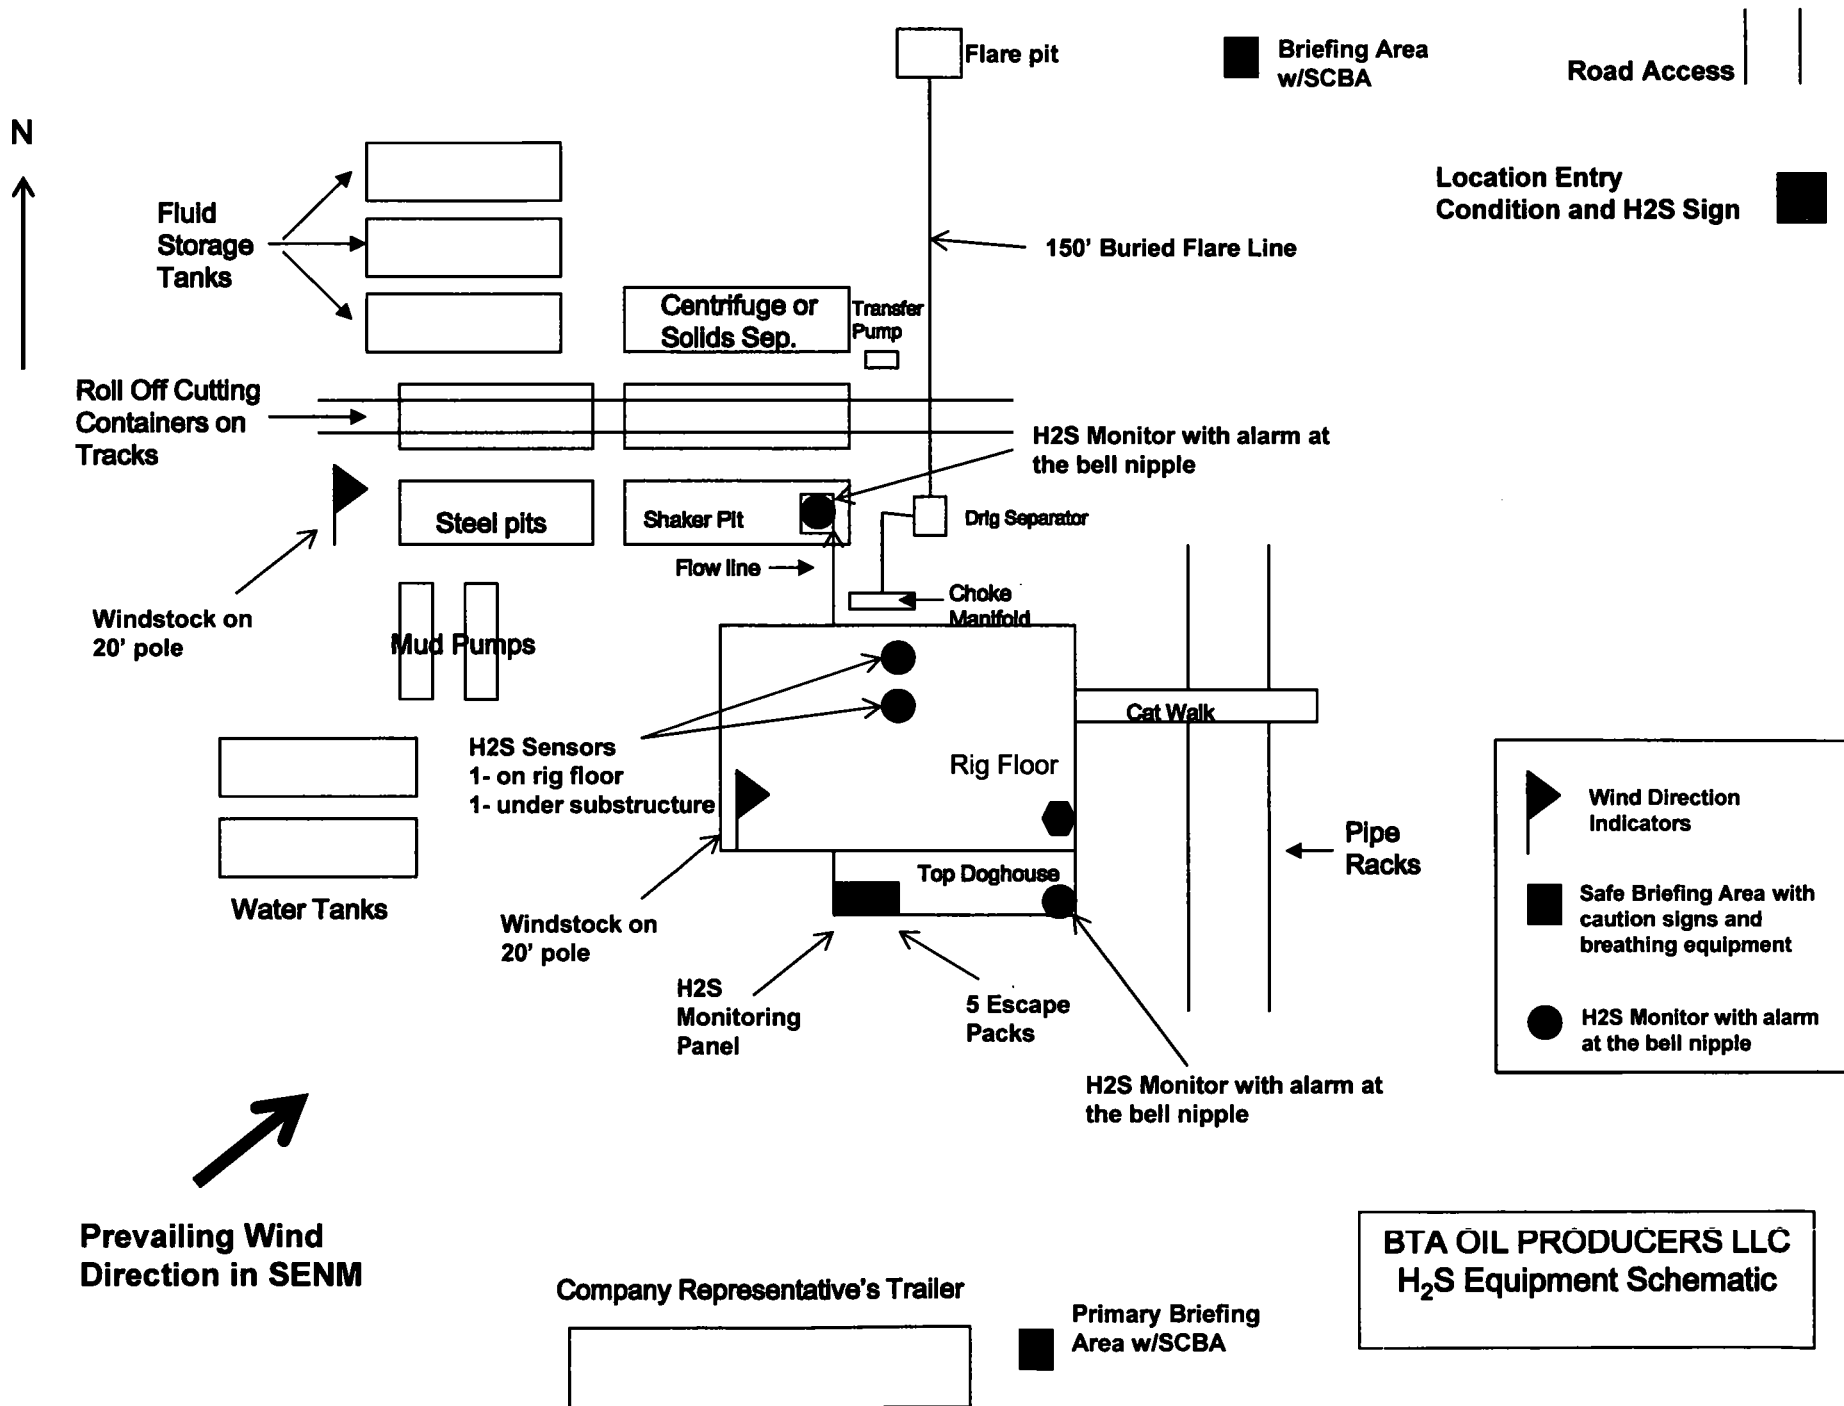 Flare pit
Briefing Area
w/SCBA
Road Access
N
Location Entry
Condition and H2S Sign
Fluid
Storage
Tanks
150' Buried Flare Line
Centrifuge or
Solids Sep.
Transfer
Pump
Roll Off Cutting
Containers on
Tracks
H2S Monitor with alarm at
the bell nipple
Steel pits
Shaker Pit
Drlg Separator
Flow line
Choke
Manifold
Windstock on
20' pole
Mud Pumps
Cat Walk
H2S Sensors
1- on rig floor
1- under substructure
Rig Floor
Wind Direction
Indicators
Pipe
Racks
Top Doghouse
Water Tanks
Safe Briefing Area with
caution signs and
breathing equipment
Windstock on
20' pole
H2S
Monitoring
Panel
5 Escape
Packs
H2S Monitor with alarm
at the bell nipple
H2S Monitor with alarm at
the bell nipple
Prevailing Wind
Direction in SENM
BTA OIL PRODUCERS LLC
H₂S Equipment Schematic
Company Representative's Trailer
Primary Briefing
Area w/SCBA